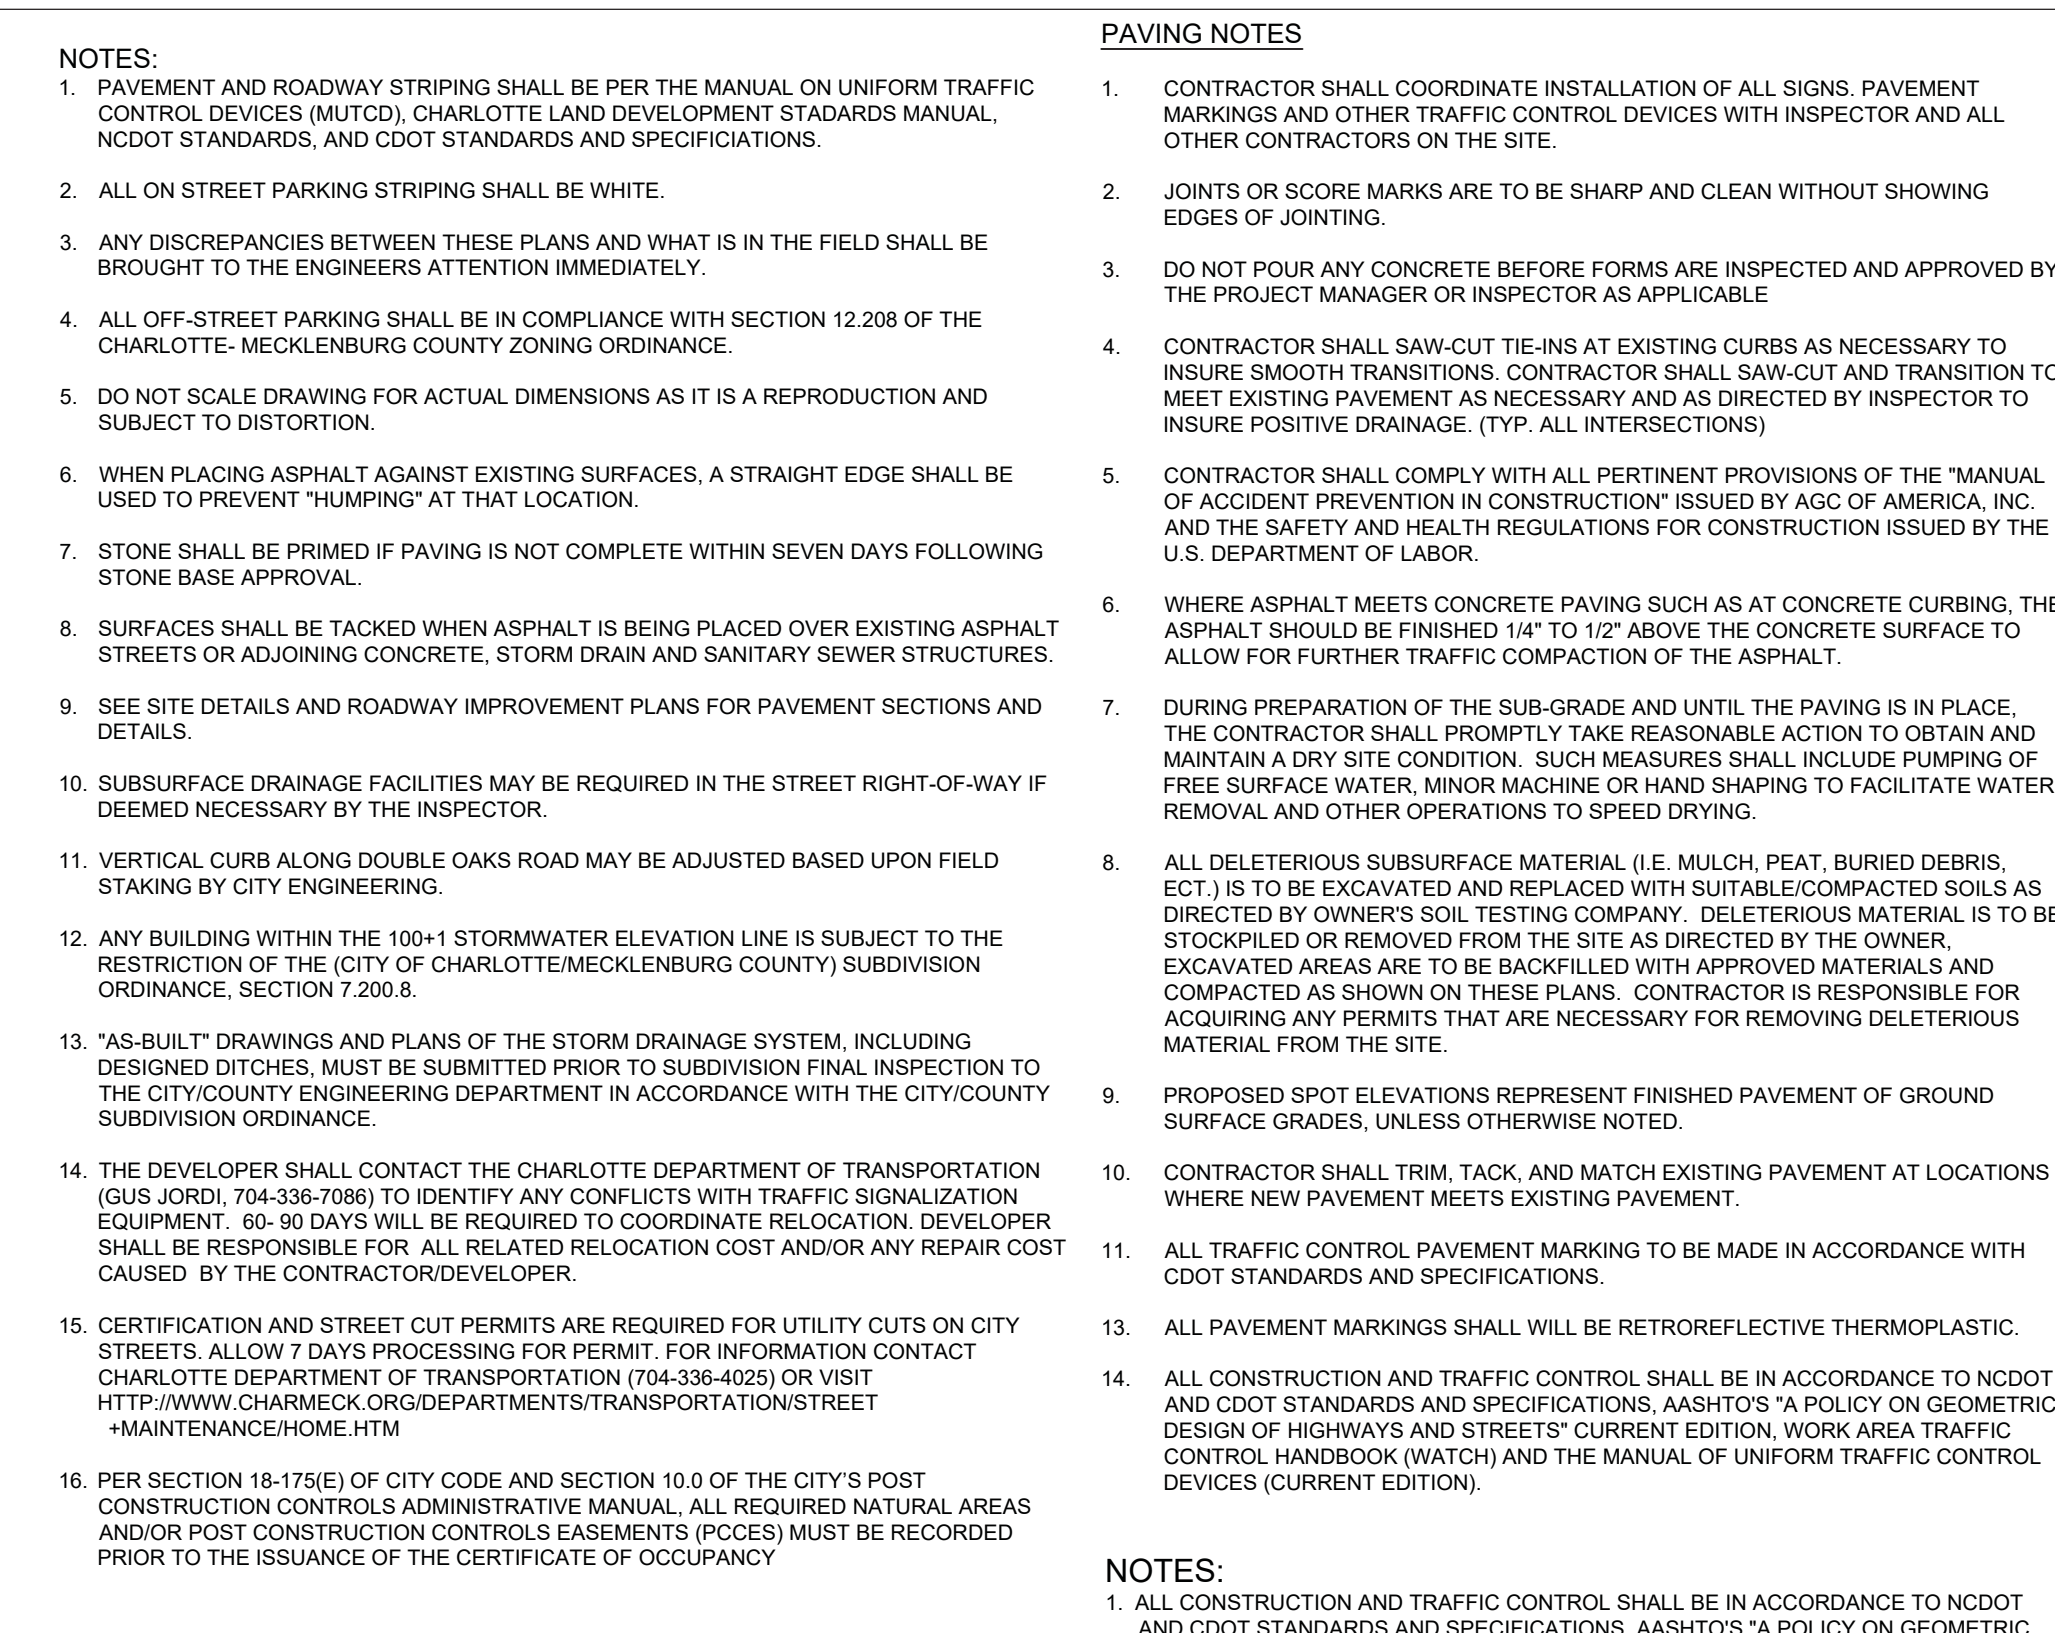 NOTES:
1. PAVEMENT AND ROADWAY STRIPING SHALL BE PER THE MANUAL ON UNIFORM TRAFFIC
CONTROL DEVICES (MUTCD), CHARLOTTE LAND DEVELOPMENT STADARDS MANUAL,
NCDOT STANDARDS, AND CDOT STANDARDS AND SPECIFICIATIONS.
2. ALL ON STREET PARKING STRIPING SHALL BE WHITE.
3. ANY DISCREPANCIES BETWEEN THESE PLANS AND WHAT IS IN THE FIELD SHALL BE
BROUGHT TO THE ENGINEERS ATTENTION IMMEDIATELY.
4. ALL OFF-STREET PARKING SHALL BE IN COMPLIANCE WITH SECTION 12.208 OF THE
CHARLOTTE- MECKLENBURG COUNTY ZONING ORDINANCE.
5. DO NOT SCALE DRAWING FOR ACTUAL DIMENSIONS AS IT IS A REPRODUCTION AND
SUBJECT TO DISTORTION.
6. WHEN PLACING ASPHALT AGAINST EXISTING SURFACES, A STRAIGHT EDGE SHALL BE
USED TO PREVENT "HUMPING" AT THAT LOCATION.
7. STONE SHALL BE PRIMED IF PAVING IS NOT COMPLETE WITHIN SEVEN DAYS FOLLOWING
STONE BASE APPROVAL.
8. SURFACES SHALL BE TACKED WHEN ASPHALT IS BEING PLACED OVER EXISTING ASPHALT
STREETS OR ADJOINING CONCRETE, STORM DRAIN AND SANITARY SEWER STRUCTURES.
9. SEE SITE DETAILS AND ROADWAY IMPROVEMENT PLANS FOR PAVEMENT SECTIONS AND
DETAILS.
10. SUBSURFACE DRAINAGE FACILITIES MAY BE REQUIRED IN THE STREET RIGHT-OF-WAY IF
DEEMED NECESSARY BY THE INSPECTOR.
11. VERTICAL CURB ALONG DOUBLE OAKS ROAD MAY BE ADJUSTED BASED UPON FIELD
STAKING BY CITY ENGINEERING.
12. ANY BUILDING WITHIN THE 100+1 STORMWATER ELEVATION LINE IS SUBJECT TO THE
RESTRICTION OF THE (CITY OF CHARLOTTE/MECKLENBURG COUNTY) SUBDIVISION
ORDINANCE, SECTION 7.200.8.
13. "AS-BUILT" DRAWINGS AND PLANS OF THE STORM DRAINAGE SYSTEM, INCLUDING
DESIGNED DITCHES, MUST BE SUBMITTED PRIOR TO SUBDIVISION FINAL INSPECTION TO
THE CITY/COUNTY ENGINEERING DEPARTMENT IN ACCORDANCE WITH THE CITY/COUNTY
SUBDIVISION ORDINANCE.
14. THE DEVELOPER SHALL CONTACT THE CHARLOTTE DEPARTMENT OF TRANSPORTATION
(GUS JORDI, 704-336-7086) TO IDENTIFY ANY CONFLICTS WITH TRAFFIC SIGNALIZATION
EQUIPMENT. 60- 90 DAYS WILL BE REQUIRED TO COORDINATE RELOCATION. DEVELOPER
SHALL BE RESPONSIBLE FOR ALL RELATED RELOCATION COST AND/OR ANY REPAIR COST
CAUSED BY THE CONTRACTOR/DEVELOPER.
15. CERTIFICATION AND STREET CUT PERMITS ARE REQUIRED FOR UTILITY CUTS ON CITY
STREETS. ALLOW 7 DAYS PROCESSING FOR PERMIT. FOR INFORMATION CONTACT
CHARLOTTE DEPARTMENT OF TRANSPORTATION (704-336-4025) OR VISIT
HTTP://WWW.CHARMECK.ORG/DEPARTMENTS/TRANSPORTATION/STREET
+MAINTENANCE/HOME.HTM
16. PER SECTION 18-175(E) OF CITY CODE AND SECTION 10.0 OF THE CITY’S POST
CONSTRUCTION CONTROLS ADMINISTRATIVE MANUAL, ALL REQUIRED NATURAL AREAS
AND/OR POST CONSTRUCTION CONTROLS EASEMENTS (PCCES) MUST BE RECORDED
PRIOR TO THE ISSUANCE OF THE CERTIFICATE OF OCCUPANCY
PAVING NOTES
1. CONTRACTOR SHALL COORDINATE INSTALLATION OF ALL SIGNS. PAVEMENT
MARKINGS AND OTHER TRAFFIC CONTROL DEVICES WITH INSPECTOR AND ALL
OTHER CONTRACTORS ON THE SITE.
2. JOINTS OR SCORE MARKS ARE TO BE SHARP AND CLEAN WITHOUT SHOWING
EDGES OF JOINTING.
3. DO NOT POUR ANY CONCRETE BEFORE FORMS ARE INSPECTED AND APPROVED BY
THE PROJECT MANAGER OR INSPECTOR AS APPLICABLE
4. CONTRACTOR SHALL SAW-CUT TIE-INS AT EXISTING CURBS AS NECESSARY TO
INSURE SMOOTH TRANSITIONS. CONTRACTOR SHALL SAW-CUT AND TRANSITION TO
MEET EXISTING PAVEMENT AS NECESSARY AND AS DIRECTED BY INSPECTOR TO
INSURE POSITIVE DRAINAGE. (TYP. ALL INTERSECTIONS)
5. CONTRACTOR SHALL COMPLY WITH ALL PERTINENT PROVISIONS OF THE "MANUAL
OF ACCIDENT PREVENTION IN CONSTRUCTION" ISSUED BY AGC OF AMERICA, INC.
AND THE SAFETY AND HEALTH REGULATIONS FOR CONSTRUCTION ISSUED BY THE
U.S. DEPARTMENT OF LABOR.
6. WHERE ASPHALT MEETS CONCRETE PAVING SUCH AS AT CONCRETE CURBING, THE
ASPHALT SHOULD BE FINISHED 1/4" TO 1/2" ABOVE THE CONCRETE SURFACE TO
ALLOW FOR FURTHER TRAFFIC COMPACTION OF THE ASPHALT.
7. DURING PREPARATION OF THE SUB-GRADE AND UNTIL THE PAVING IS IN PLACE,
THE CONTRACTOR SHALL PROMPTLY TAKE REASONABLE ACTION TO OBTAIN AND
MAINTAIN A DRY SITE CONDITION. SUCH MEASURES SHALL INCLUDE PUMPING OF
FREE SURFACE WATER, MINOR MACHINE OR HAND SHAPING TO FACILITATE WATER
REMOVAL AND OTHER OPERATIONS TO SPEED DRYING.
8. ALL DELETERIOUS SUBSURFACE MATERIAL (I.E. MULCH, PEAT, BURIED DEBRIS,
ECT.) IS TO BE EXCAVATED AND REPLACED WITH SUITABLE/COMPACTED SOILS AS
DIRECTED BY OWNER'S SOIL TESTING COMPANY. DELETERIOUS MATERIAL IS TO BE
STOCKPILED OR REMOVED FROM THE SITE AS DIRECTED BY THE OWNER,
EXCAVATED AREAS ARE TO BE BACKFILLED WITH APPROVED MATERIALS AND
COMPACTED AS SHOWN ON THESE PLANS. CONTRACTOR IS RESPONSIBLE FOR
ACQUIRING ANY PERMITS THAT ARE NECESSARY FOR REMOVING DELETERIOUS
MATERIAL FROM THE SITE.
9. PROPOSED SPOT ELEVATIONS REPRESENT FINISHED PAVEMENT OF GROUND
SURFACE GRADES, UNLESS OTHERWISE NOTED.
10. CONTRACTOR SHALL TRIM, TACK, AND MATCH EXISTING PAVEMENT AT LOCATIONS
WHERE NEW PAVEMENT MEETS EXISTING PAVEMENT.
11. ALL TRAFFIC CONTROL PAVEMENT MARKING TO BE MADE IN ACCORDANCE WITH
CDOT STANDARDS AND SPECIFICATIONS.
13. ALL PAVEMENT MARKINGS SHALL WILL BE RETROREFLECTIVE THERMOPLASTIC.
14. ALL CONSTRUCTION AND TRAFFIC CONTROL SHALL BE IN ACCORDANCE TO NCDOT
AND CDOT STANDARDS AND SPECIFICATIONS, AASHTO'S "A POLICY ON GEOMETRIC
DESIGN OF HIGHWAYS AND STREETS" CURRENT EDITION, WORK AREA TRAFFIC
CONTROL HANDBOOK (WATCH) AND THE MANUAL OF UNIFORM TRAFFIC CONTROL
DEVICES (CURRENT EDITION).
NOTES:
1. ALL CONSTRUCTION AND TRAFFIC CONTROL SHALL BE IN ACCORDANCE TO NCDOT
AND CDOT STANDARDS AND SPECIFICATIONS, AASHTO'S "A POLICY ON GEOMETRIC